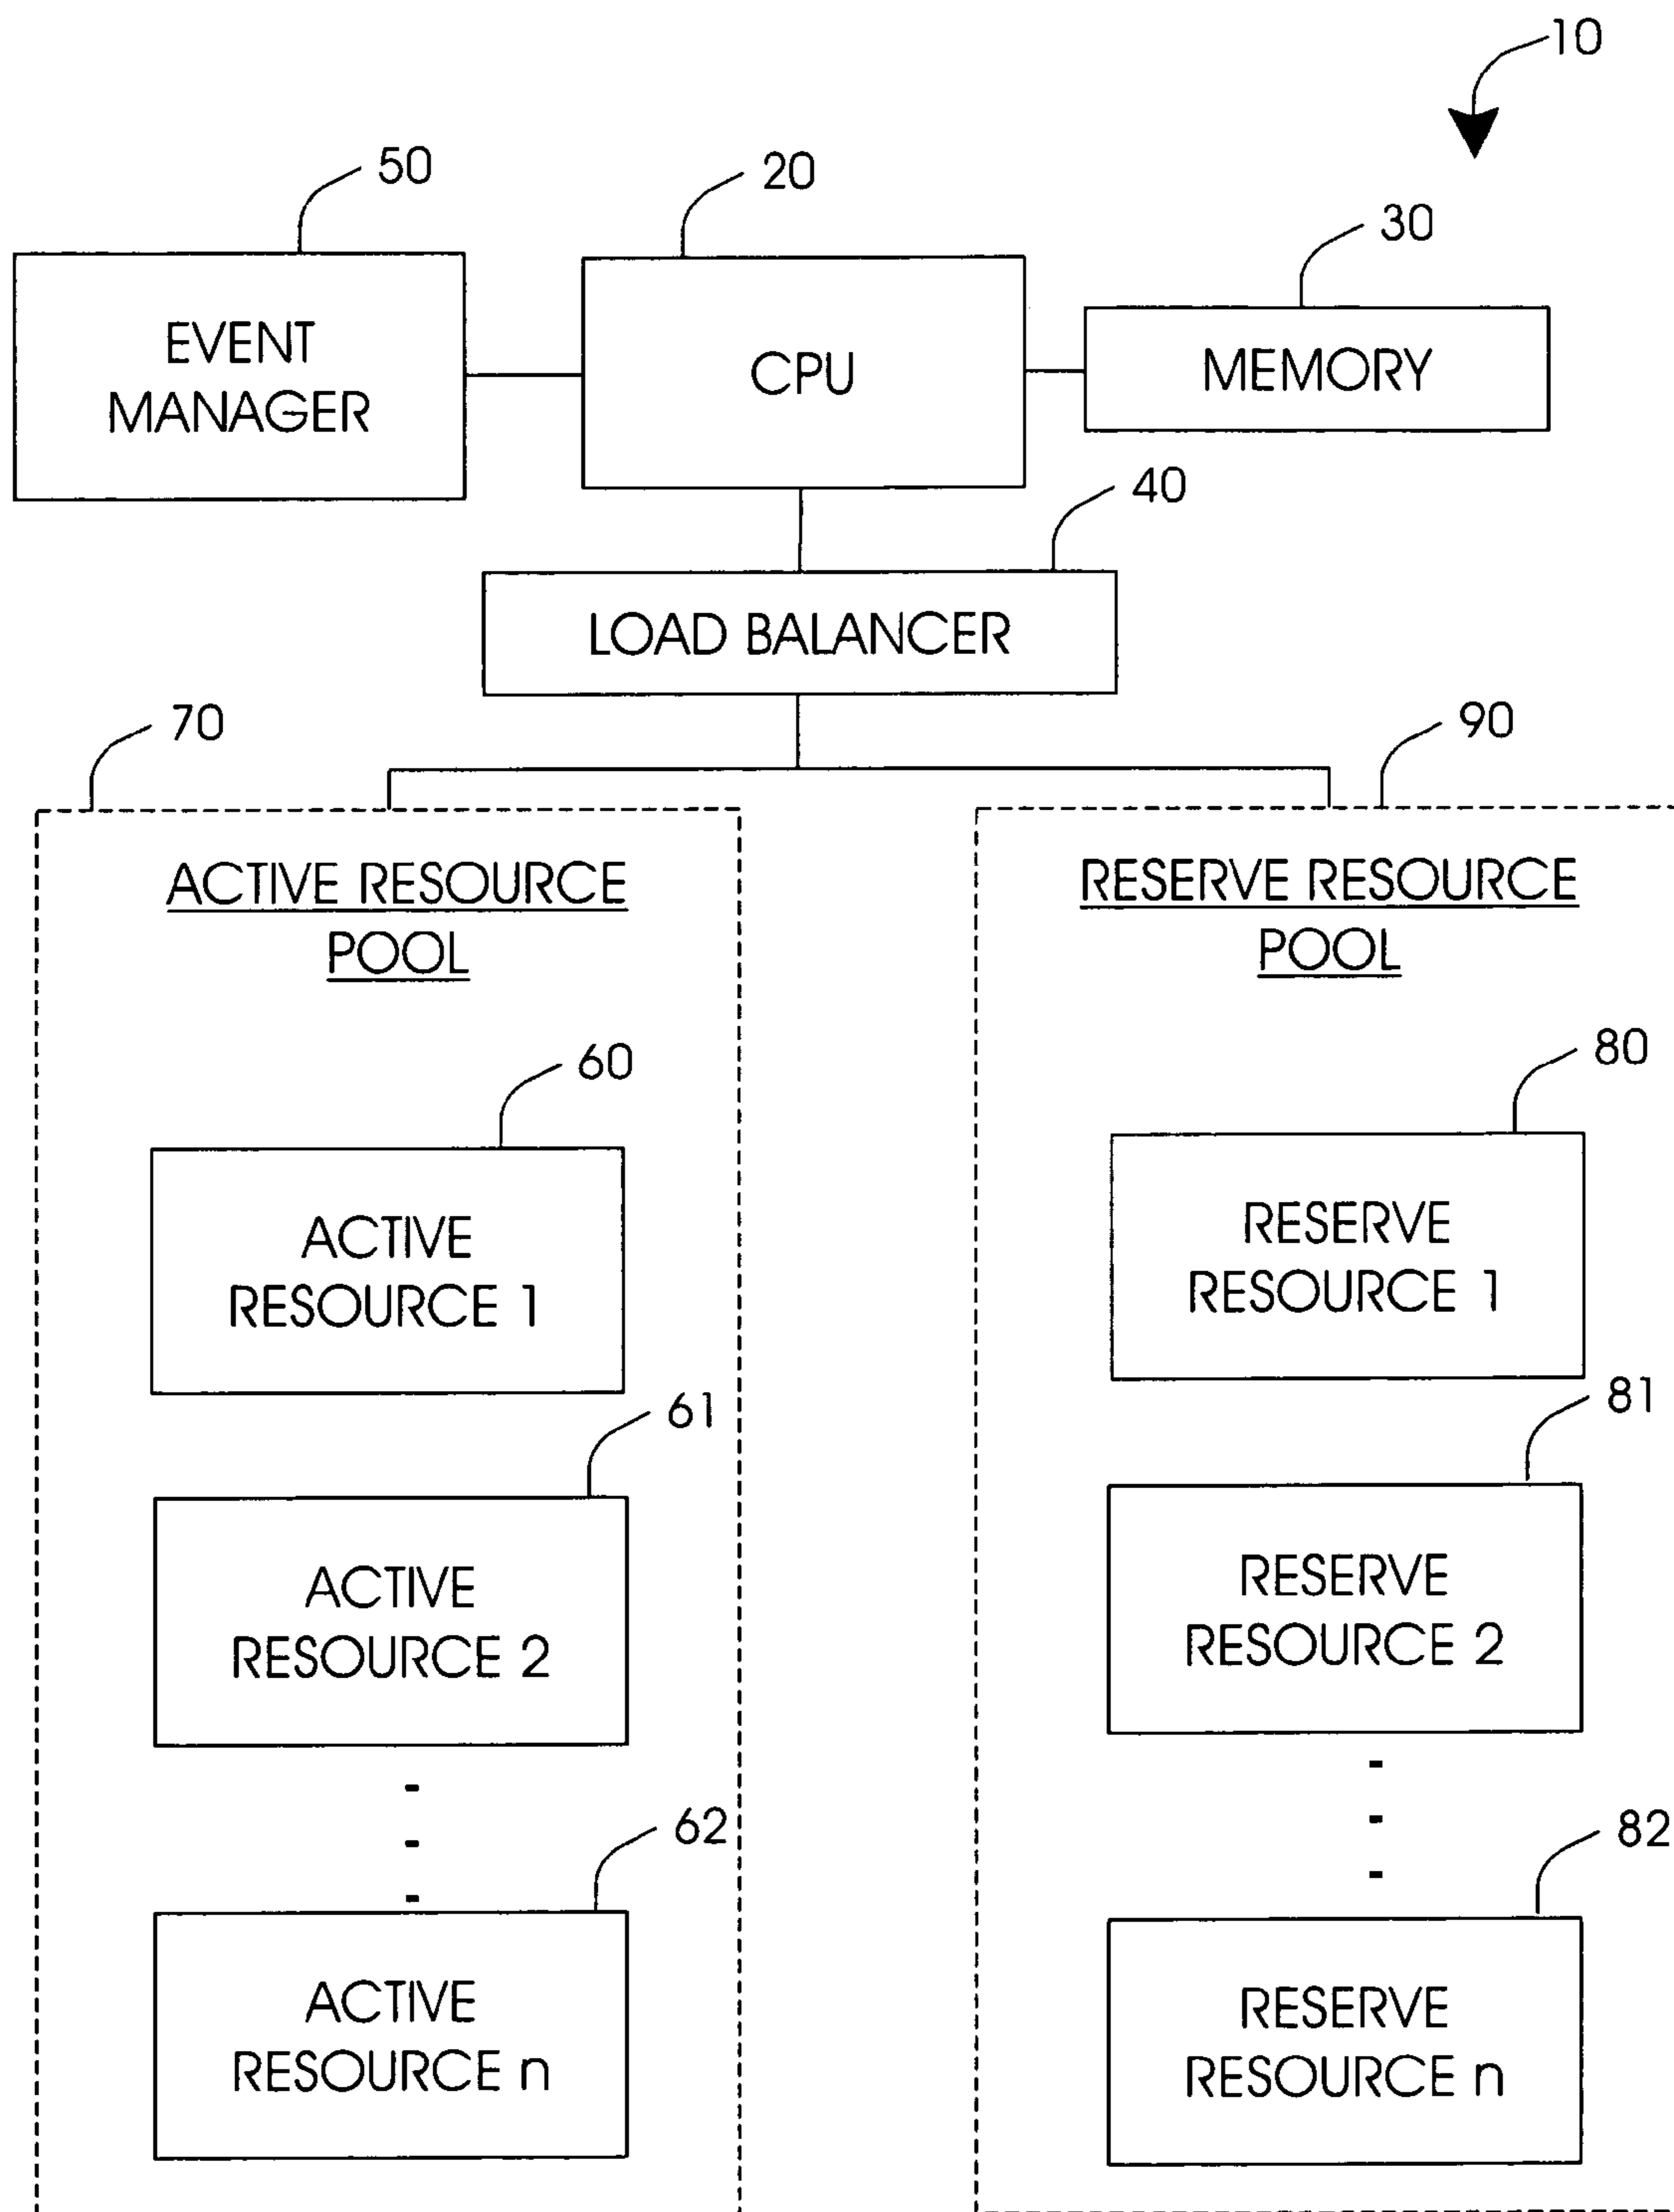 10
50
20
30
EVENT
MANAGER
CPU
MEMORY
40
LOAD BALANCER
70
90
ACTIVE RESOURCE
POOL
RESERVE RESOURCE
POOL
60
80
ACTIVE
RESOURCE 1
RESERVE
RESOURCE 1
61
81
ACTIVE
RESOURCE 2
RESERVE
RESOURCE 2
62
82
ACTIVE
RESOURCE n
RESERVE
RESOURCE n